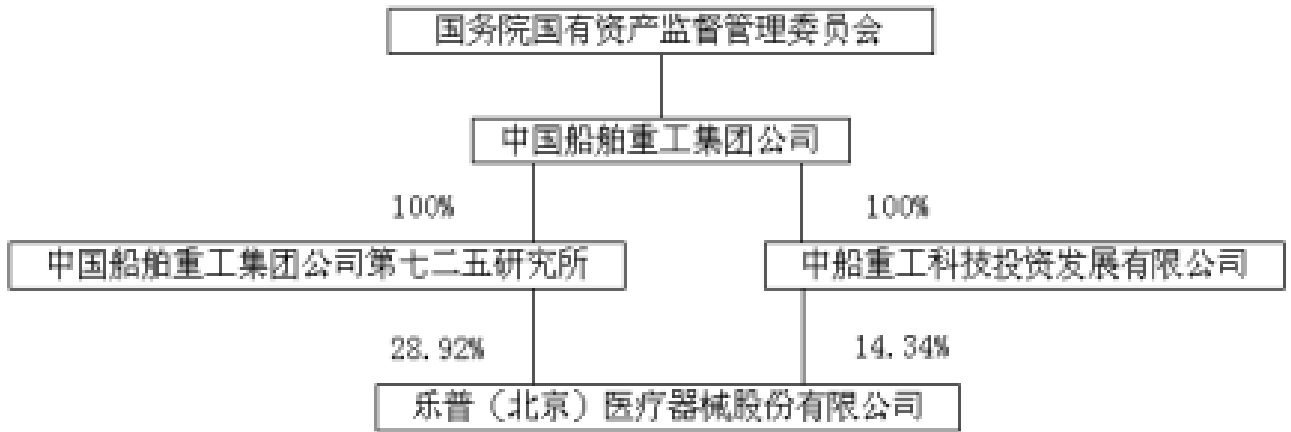 国务院国有资产监督管理委员会
中国船舶重工集团公司
100% 100%
中国船舶重工集团公司第七二五研究所 中船重工科技投资发展有限公司
28.92% 14.34%
乐普（北京）医疗器械股份有限公司